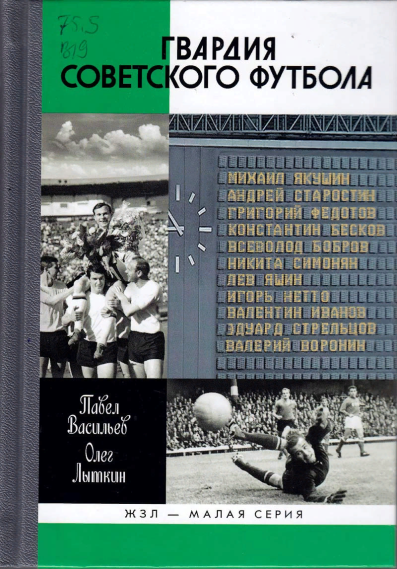 75.5
В19
ГВАРДИЯ
СОВЕТСКОГО ФУТБОЛА
МИХАИЛ ЯКУШИН
АНДРЕЙ СТАРОСТИН
ГРИГОРИЙ ФЕДОТОВ
КОНСТАНТИН БЕСКОВ
ВСЕВОЛОД БОБРОВ
НИКИТА СИМОНЯН
ЛЕВ ЯШИН
ИГОРЬ НЕТТО
ВАЛЕНТИН ИВАНОВ
ЭДУАРД СТРЕЛЬЦОВ
ВАЛЕРИЙ ВОРОНИН
Павел
Васильев
Олег
Лыткин
ЖЗЛ — МАЛАЯ СЕРИЯ